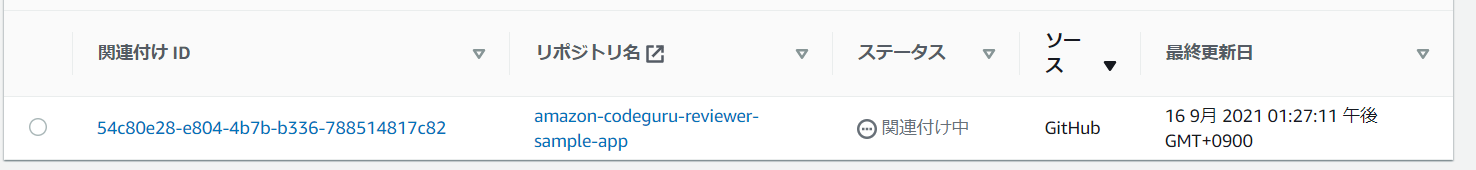 関連付け ID
リポジトリ名
ステータス
ソー
ス
最終更新日
54c80e28-e804-4b7b-b336-788514817c82
amazon-codeguru-reviewer-
sample-app
関連付け中
GitHub
16 9月 2021 01:27:11 午後
GMT+0900